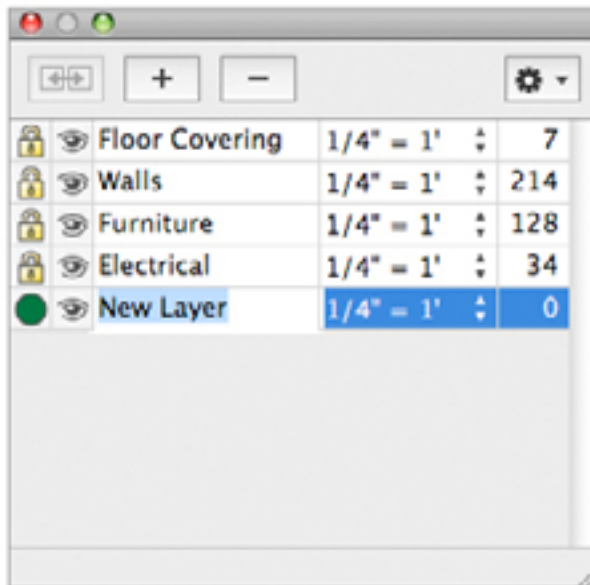 Floor Covering 1/4" = 1' 7
Walls 1/4" = 1' 214
Furniture 1/4" = 1' 128
Electrical 1/4" = 1' 34
New Layer 1/4" = 1' 0